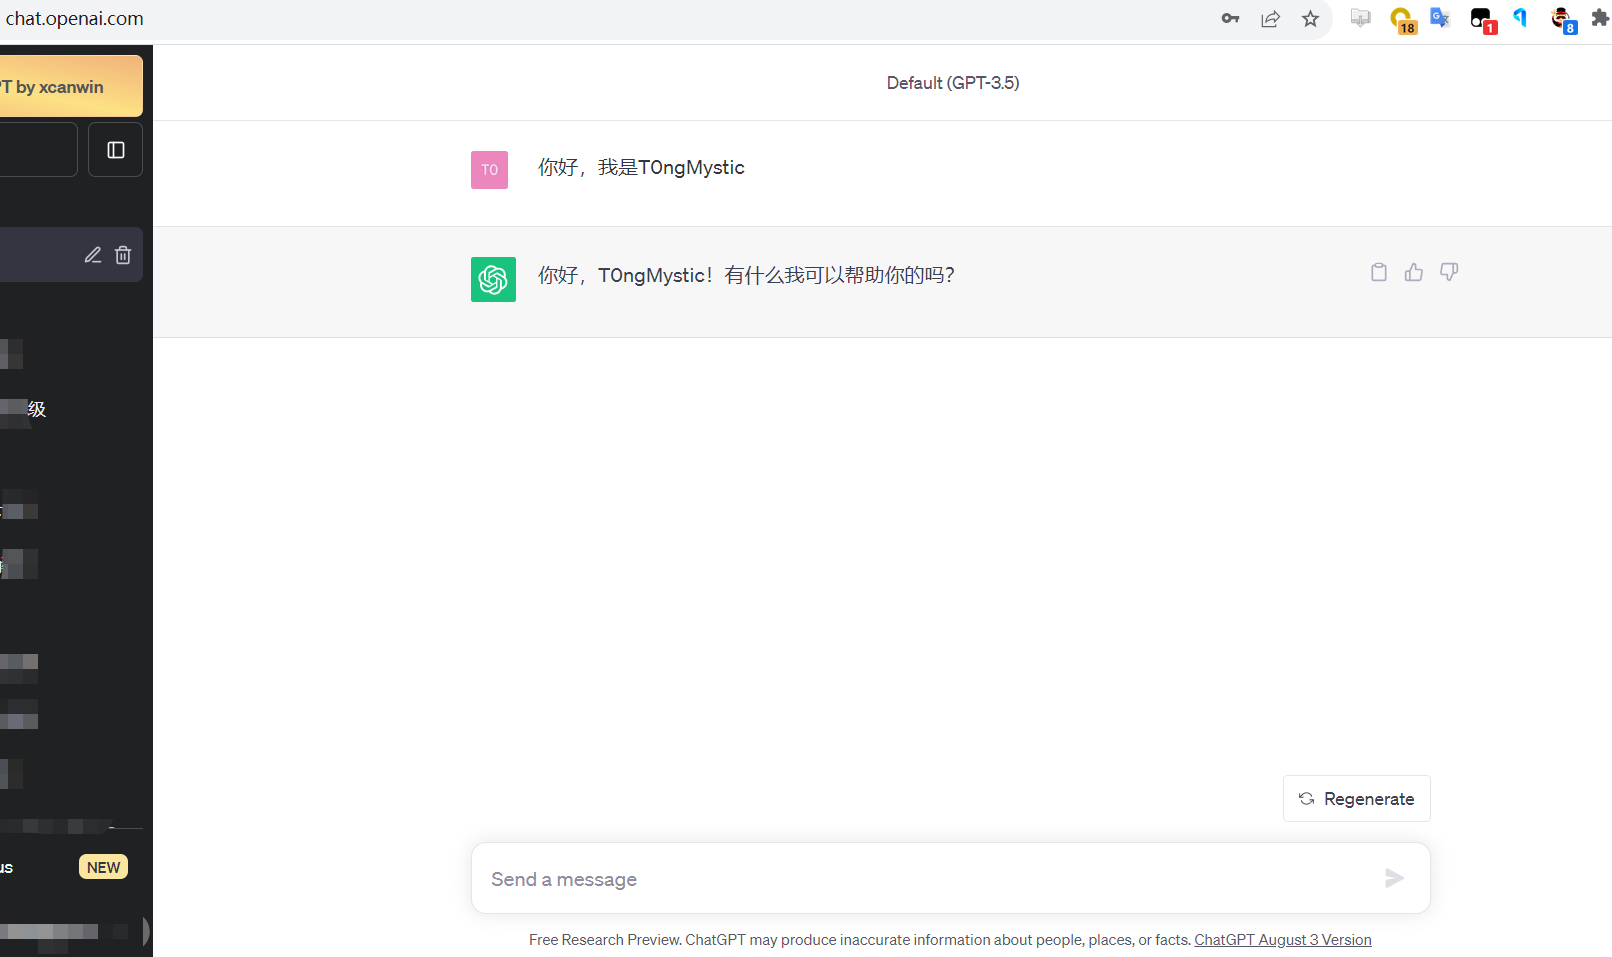 chat.openai.com
18
1
8
T by xcanwin
Default (GPT-3.5)
TO
你好，我是T0ngMystic
你好，T0ngMystic！有什么我可以帮助你的吗？
级
Regenerate
us
NEW
Send a message
Free Research Preview. ChatGPT may produce inaccurate information about people, places, or facts. ChatGPT August 3 Version